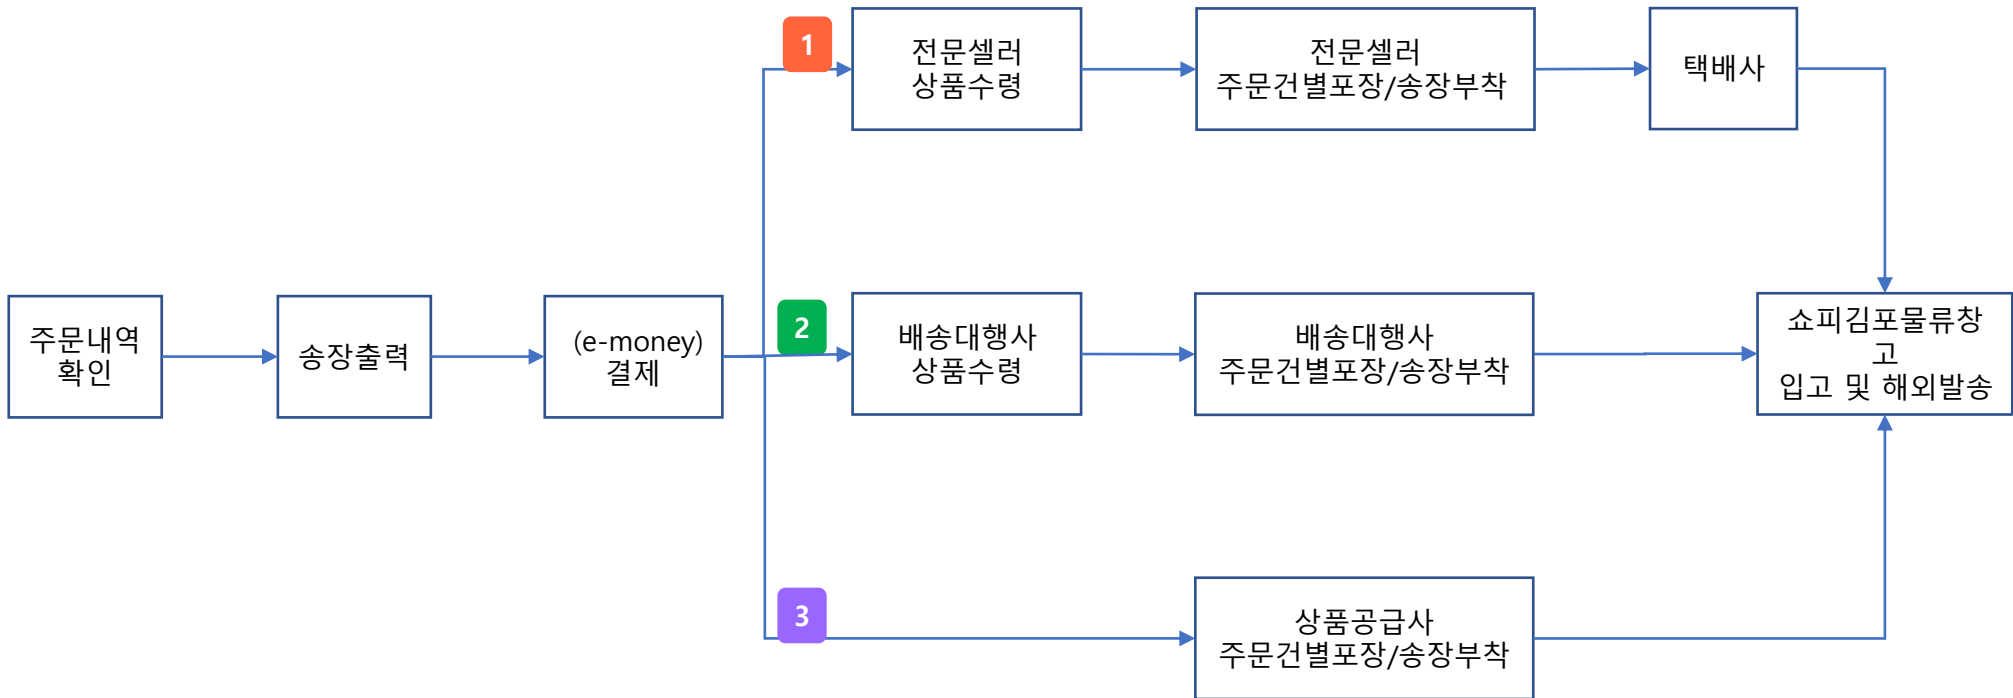 1
전문셀러
상품수령
전문셀러
주문건별포장/송장부착
택배사
주문내역
확인
송장출력
(e-money)
결제
2
배송대행사
상품수령
배송대행사
주문건별포장/송장부착
쇼피김포물류창
고
입고 및 해외발송
3
상품공급사
주문건별포장/송장부착